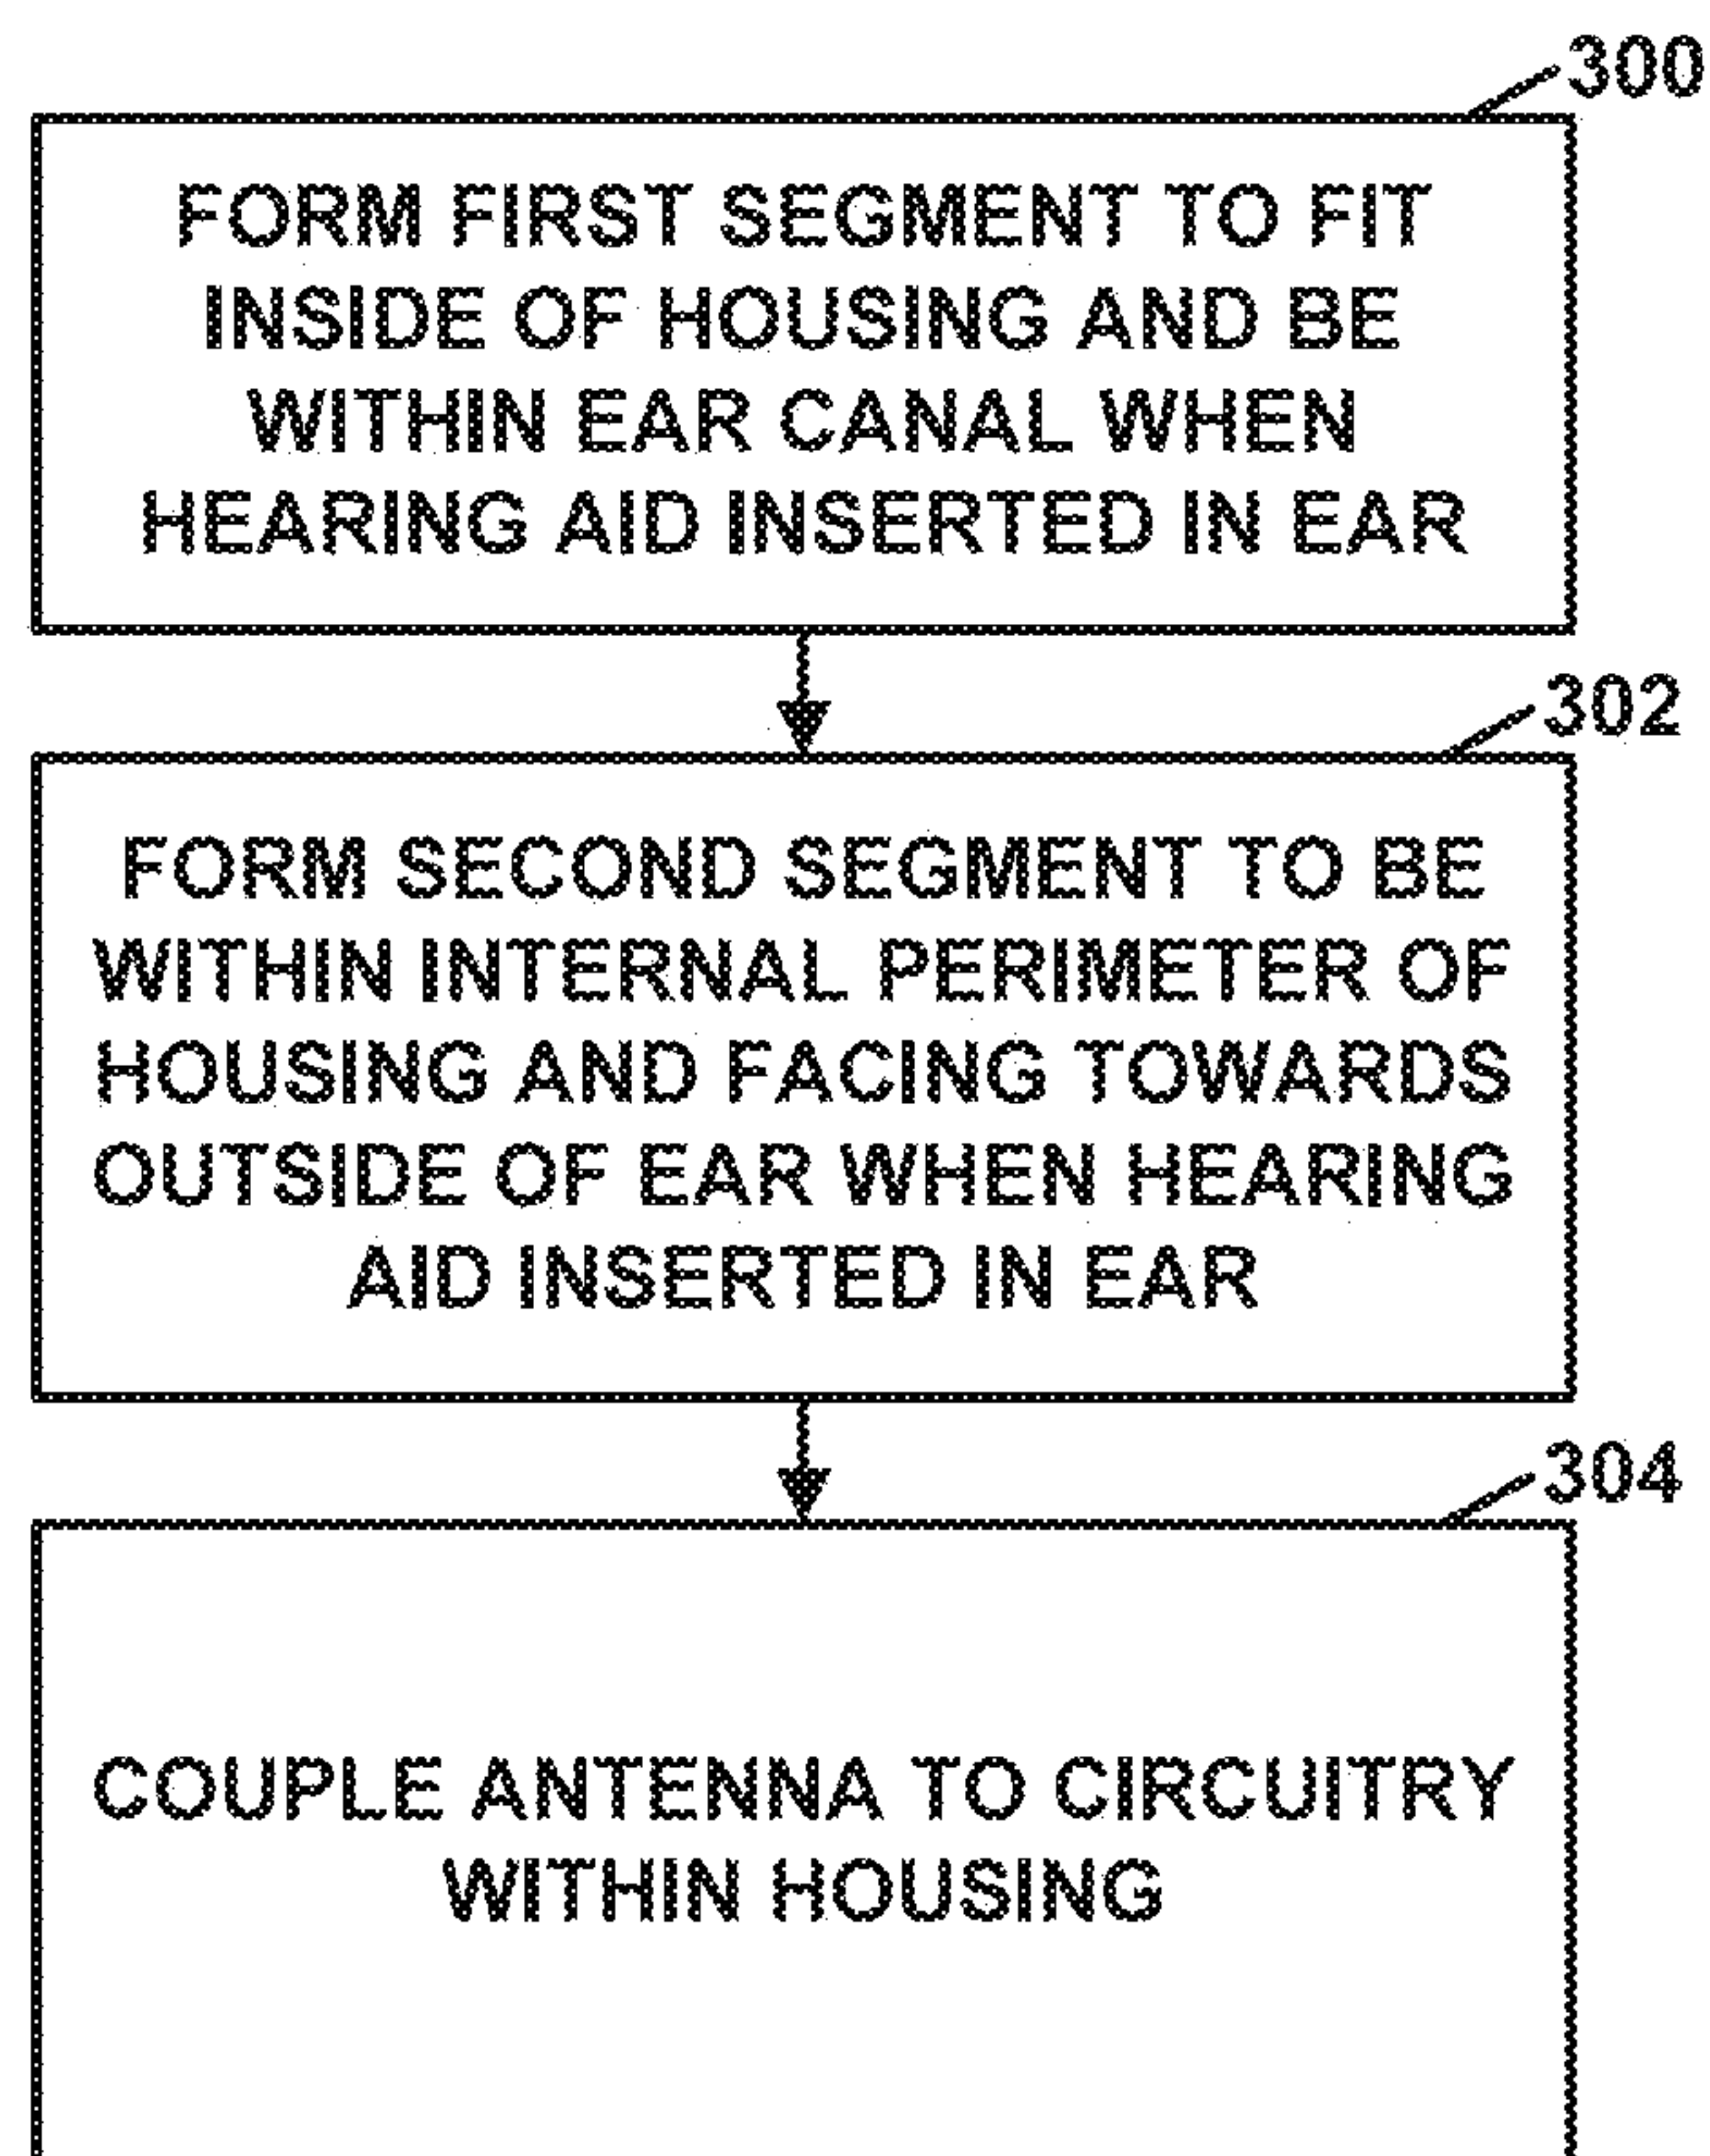 300
FORM FIRST SEGMENT TO FIT
INSIDE OF HOUSING AND BE
WITHIN EAR CANAL WHEN
HEARING AID INSERTED IN EAR
302
FORM SECOND SEGMENT TO BE
WITHIN INTERNAL PERIMETER OF
HOUSING AND FACING TOWARDS
OUTSIDE OF EAR WHEN HEARING
AID INSERTED IN EAR
304
COUPLE ANTENNA TO CIRCUITRY
WITHIN HOUSING